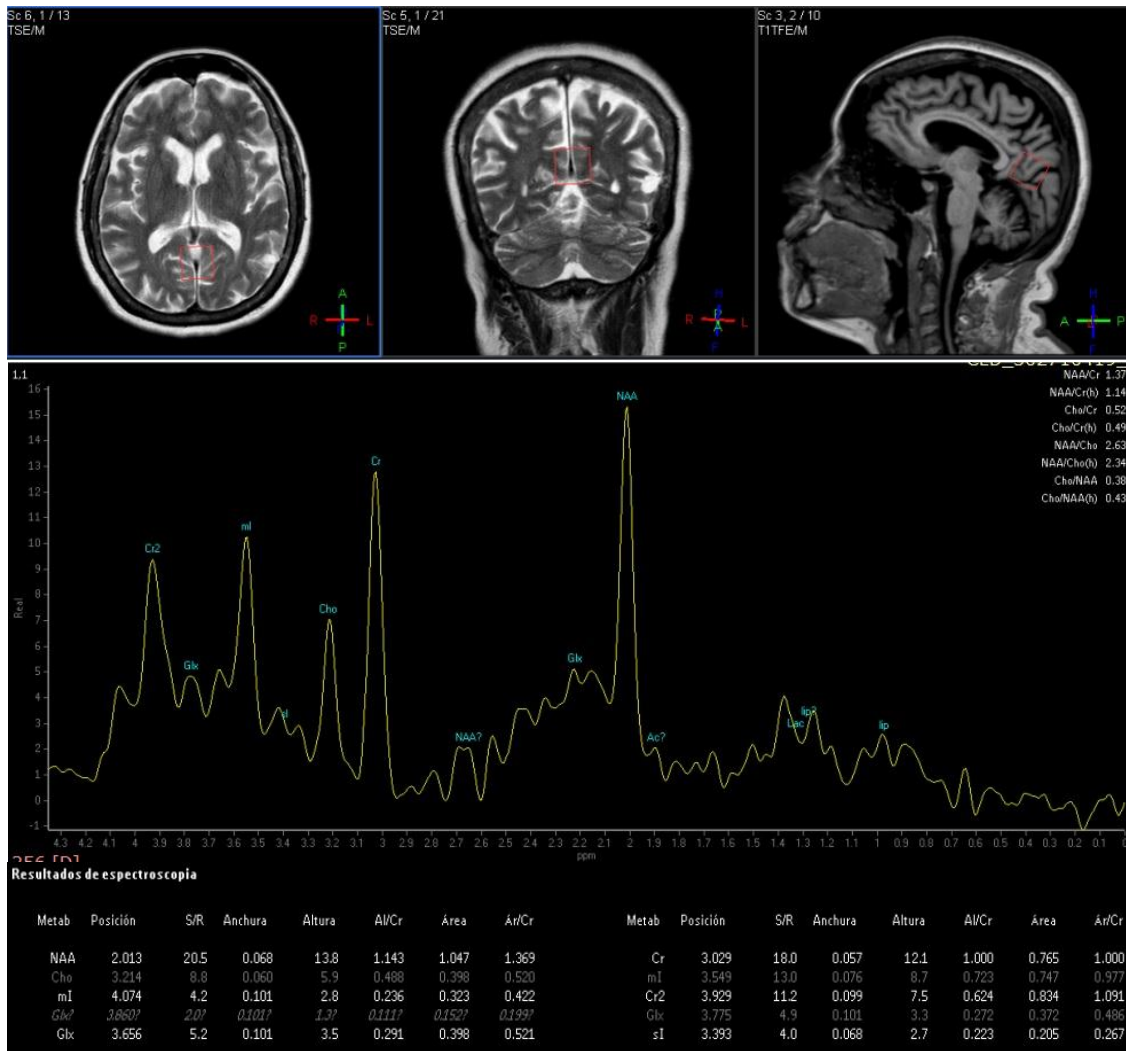 Sc 6, 1 / 13
TSE/M
Sc 5, 1 / 21
TSE/M
Sc 3, 2 / 10
T1TFE/M
A
R L
P
H
R A L
F
H
A P
F
1.1
NAA/Cr 1.37
NAA/Cr(h) 1.14
Cho/Cr 0.52
Cho/Cr(h) 0.49
NAA/Cho 2.63
NAA/Cho(h) 2.34
Cho/NAA 0.38
Cho/NAA(h) 0.43
16
15
14
13
12
11
10
9
8
7
6
5
4
3
2
1
0
-1
Real
Cr2
Glx
mI
sI
Cho
Cr
NAA?
Glx
NAA
Ac?
Lac
lip?
lip
4.3 4.2 4.1 4 3.9 3.8 3.7 3.6 3.5 3.4 3.3 3.2 3.1 3 2.9 2.8 2.7 2.6 2.5 2.4 2.3 2.2 2.1 2 1.9 1.8 1.7 1.6 1.5 1.4 1.3 1.2 1.1 1 0.9 0.8 0.7 0.6 0.5 0.4 0.3 0.2 0.1 0
ppm
256 [D]
Resultados de espectroscopia
Metab Posición S/R Anchura Altura Al/Cr Área Ár/Cr Metab Posición S/R Anchura Altura Al/Cr Área Ár/Cr
NAA 2.013 20.5 0.068 13.8 1.143 1.047 1.369 Cr 3.029 18.0 0.057 12.1 1.000 0.765 1.000
Cho 3.214 8.8 0.060 5.9 0.488 0.398 0.520 mI 3.549 13.0 0.076 8.7 0.723 0.747 0.977
mI 4.074 4.2 0.101 2.8 0.236 0.323 0.422 Cr2 3.929 11.2 0.099 7.5 0.624 0.834 1.091
Glx? 3.860? 2.0? 0.101? 1.3? 0.111? 0.152? 0.199? Glx 3.775 4.9 0.101 3.3 0.272 0.372 0.486
Glx 3.656 5.2 0.101 3.5 0.291 0.398 0.521 sI 3.393 4.0 0.068 2.7 0.223 0.205 0.267